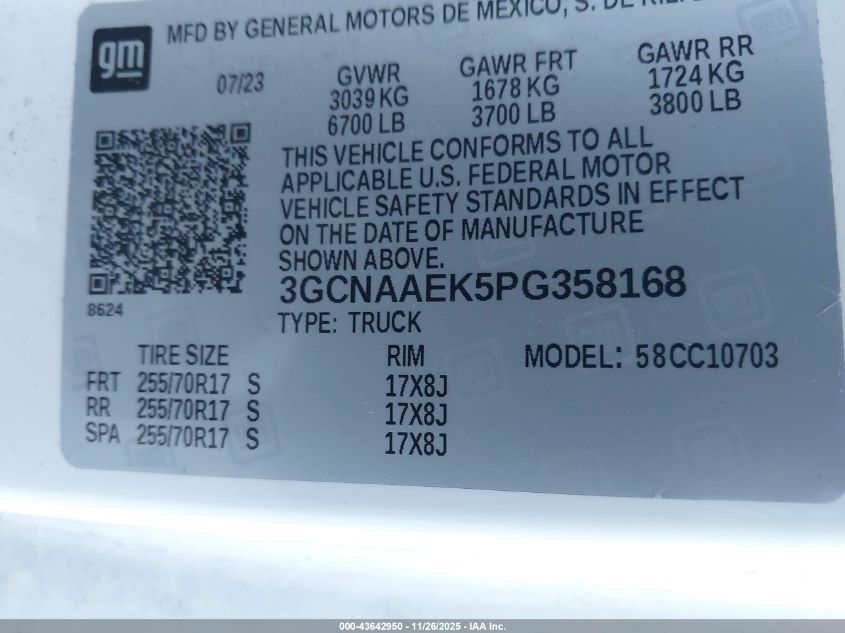 gm
MFD BY GENERAL MOTORS DE MEXICO, S. DE
07/23
GVWR
3039 KG
6700 LB
GAWR FRT
1678 KG
3700 LB
GAWR RR
1724 KG
3800 LB
THIS VEHICLE CONFORMS TO ALL
APPLICABLE U.S. FEDERAL MOTOR
VEHICLE SAFETY STANDARDS IN EFFECT
ON THE DATE OF MANUFACTURE
SHOWN ABOVE.
8624
3GCNAAEK5PG358168
TYPE: TRUCK
TIRE SIZE RIM MODEL: 58CC10703
FRT 255/70R17 S 17X8J
RR 255/70R17 S 17X8J
SPA 255/70R17 S 17X8J
000-43642950 - 11/26/2025 - IAA Inc.